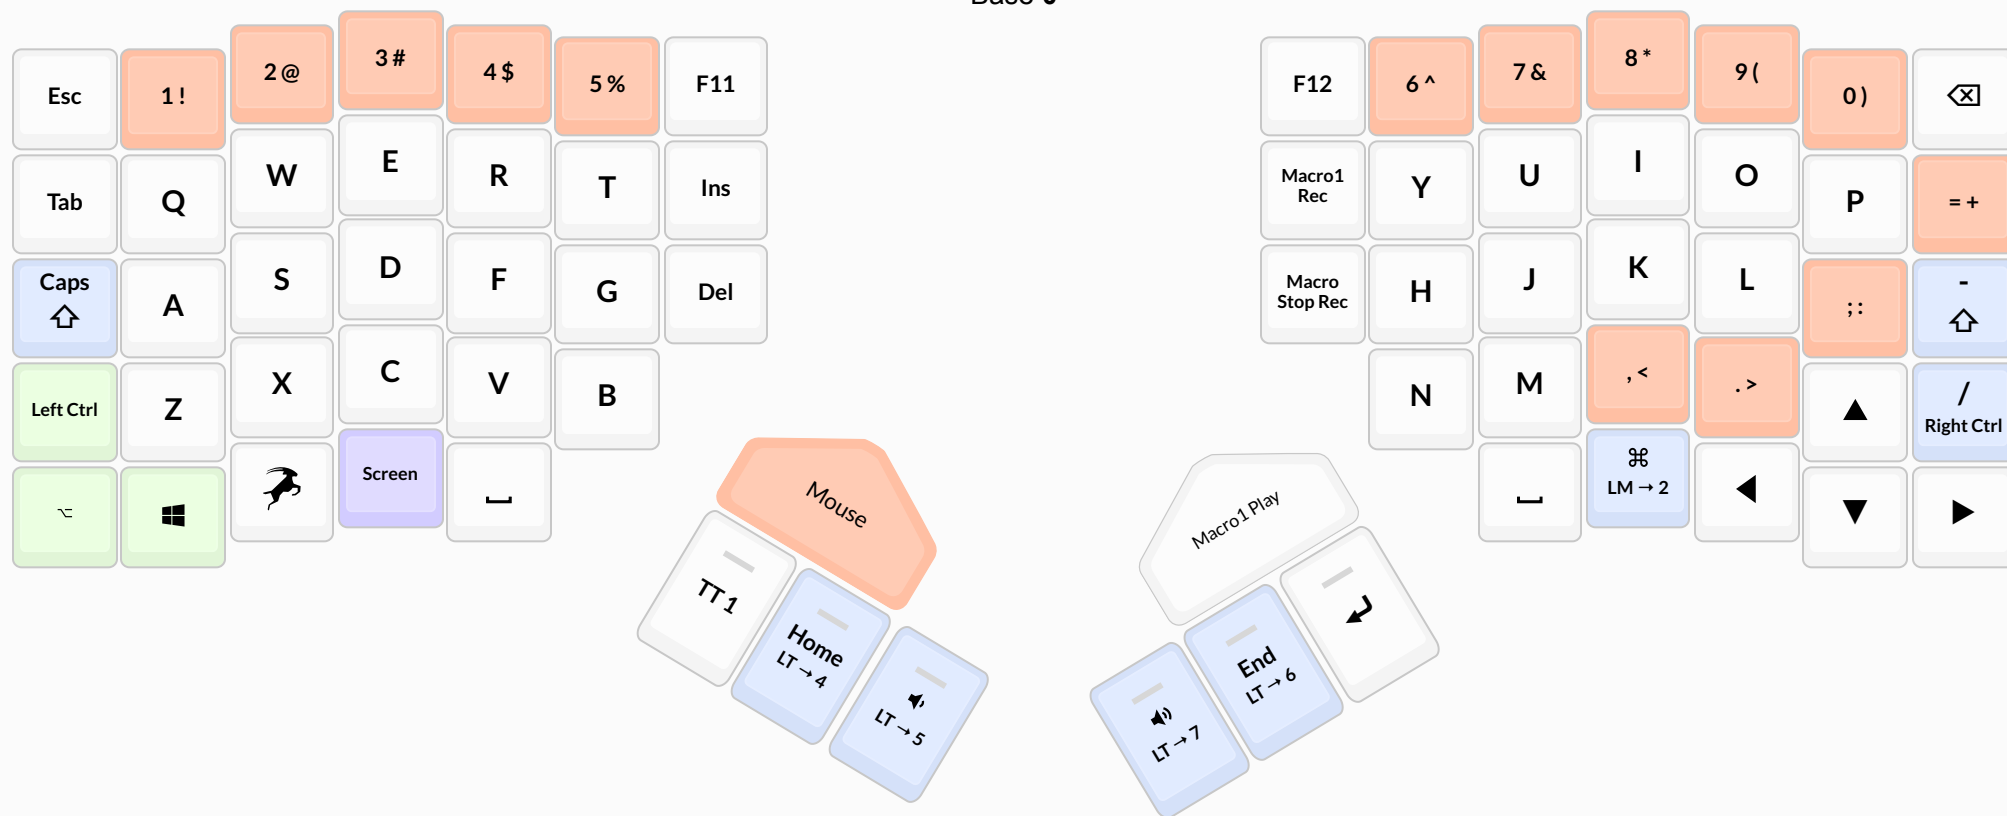 Base 0
Esc
1 !
2 @
3 #
4 $
5 %
F11
Tab
Q
W
E
R
T
Ins
Caps
A
S
D
F
G
Del
Left Ctrl
Z
X
C
V
B
Screen
Mouse
TT 1
Home
LT → 4
LT → 5
F12
6 ^
7 &
8 *
9 (
0 )
Macro1
Rec
Y
U
I
O
P
= +
Macro
Stop Rec
H
J
K
L
; :
-
N
M
, <
. >
/
Right Ctrl
⌘
LM → 2
Macro1 Play
End
LT → 6
LT → 7